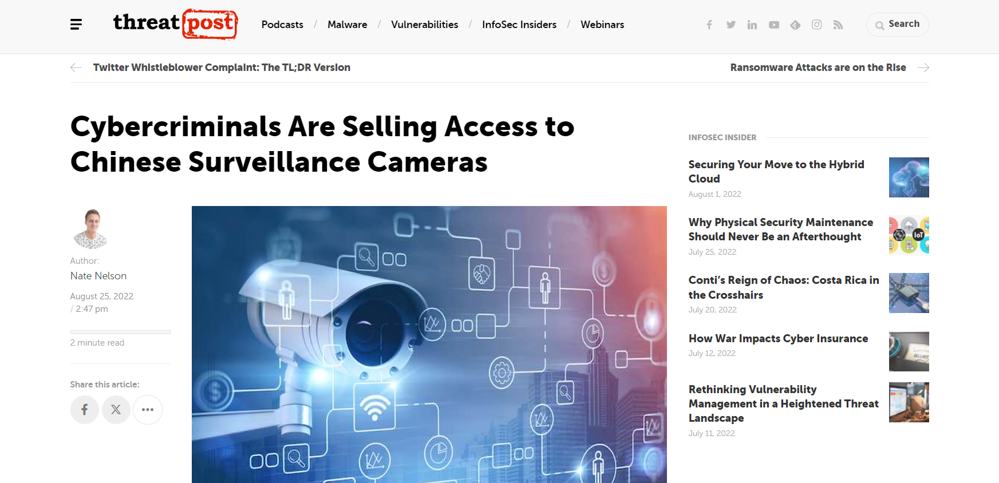 threatpost
Podcasts / Malware / Vulnerabilities / InfoSec Insiders / Webinars
Search
Twitter Whistleblower Complaint: The TL;DR Version
Ransomware Attacks are on the Rise
Cybercriminals Are Selling Access to
Chinese Surveillance Cameras
Author:
Nate Nelson
August 25, 2022
/ 2:47 pm
2 minute read
Share this article:
INFOSEC INSIDER
Securing Your Move to the Hybrid
Cloud
August 1, 2022
Why Physical Security Maintenance
Should Never Be an Afterthought
July 25, 2022
IoT
Conti’s Reign of Chaos: Costa Rica in
the Crosshairs
July 20, 2022
How War Impacts Cyber Insurance
July 12, 2022
SECURITY
Rethinking Vulnerability
Management in a Heightened Threat
Landscape
July 11, 2022